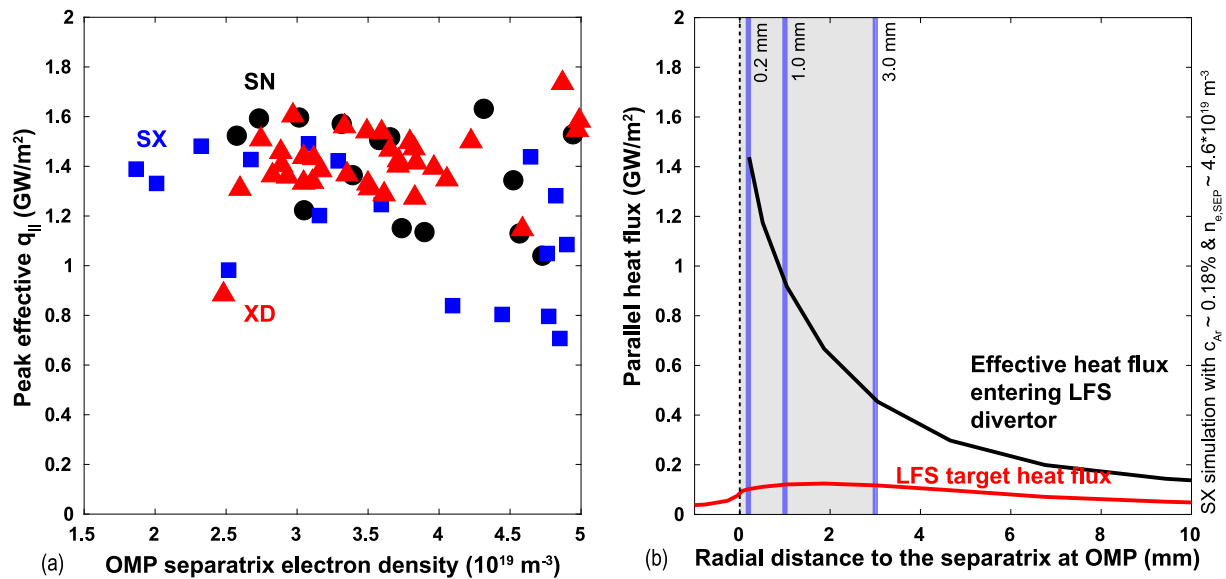 2
1.8
1.6
1.4
1.2
1
0.8
0.6
0.4
0.2
0
Peak effective q|| (GW/m²)
SN
SX
XD
1.5 2 2.5 3 3.5 4 4.5 5
(a) OMP separatrix electron density (10¹⁹ m⁻³)
2
1.8
1.6
1.4
1.2
1
0.8
0.6
0.4
0.2
0
Parallel heat flux (GW/m²)
0.2 mm
1.0 mm
3.0 mm
Effective heat flux
entering LFS
divertor
LFS target heat flux
0 2 4 6 8 10
(b) Radial distance to the separatrix at OMP (mm)
SX simulation with cAr ~ 0.18% & ne,SEP ~ 4.6*10¹⁹ m⁻³